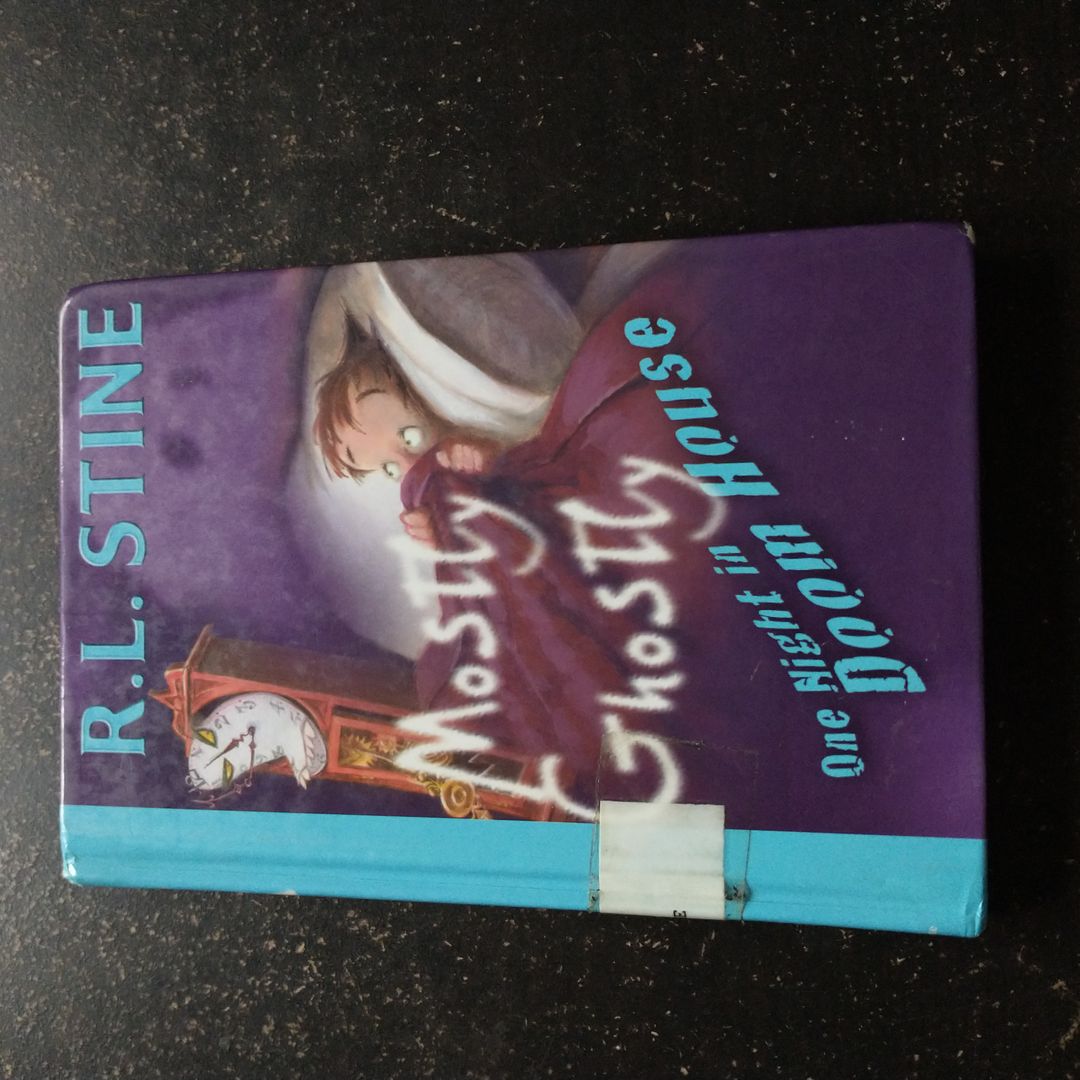 R.L. STINE
Mostly
Ghostly
One Night in
Doom House